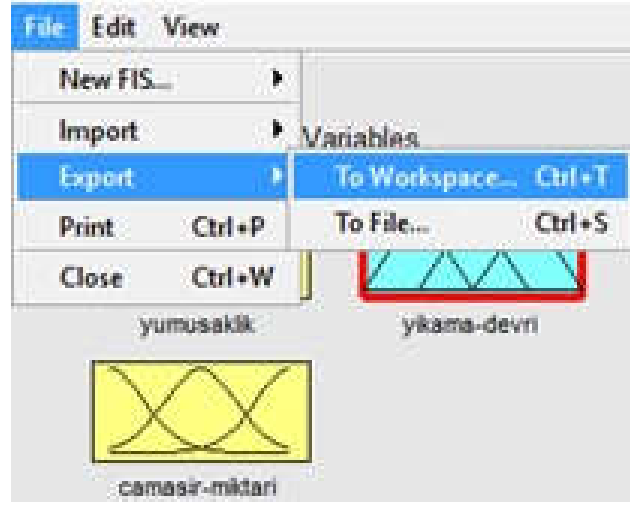 File Edit View
New FIS...
Import
Variables
Export
To Workspace... Ctrl+T
Print Ctrl+P
To File... Ctrl+S
Close Ctrl+W
yumusaklik
yikama-devri
camasir-miktari